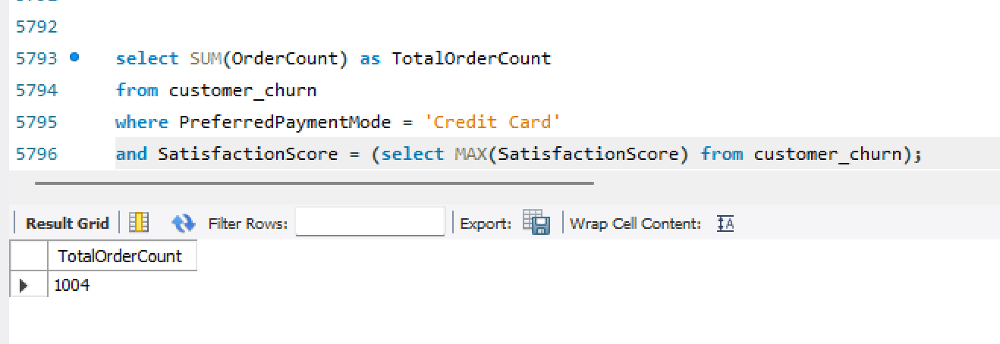 5792
5793 select SUM(OrderCount) as TotalOrderCount
5794 from customer_churn
5795 where PreferredPaymentMode = 'Credit Card'
5796 and SatisfactionScore = (select MAX(SatisfactionScore) from customer_churn);
Result Grid Filter Rows: Export: Wrap Cell Content: IA
TotalOrderCount
1004